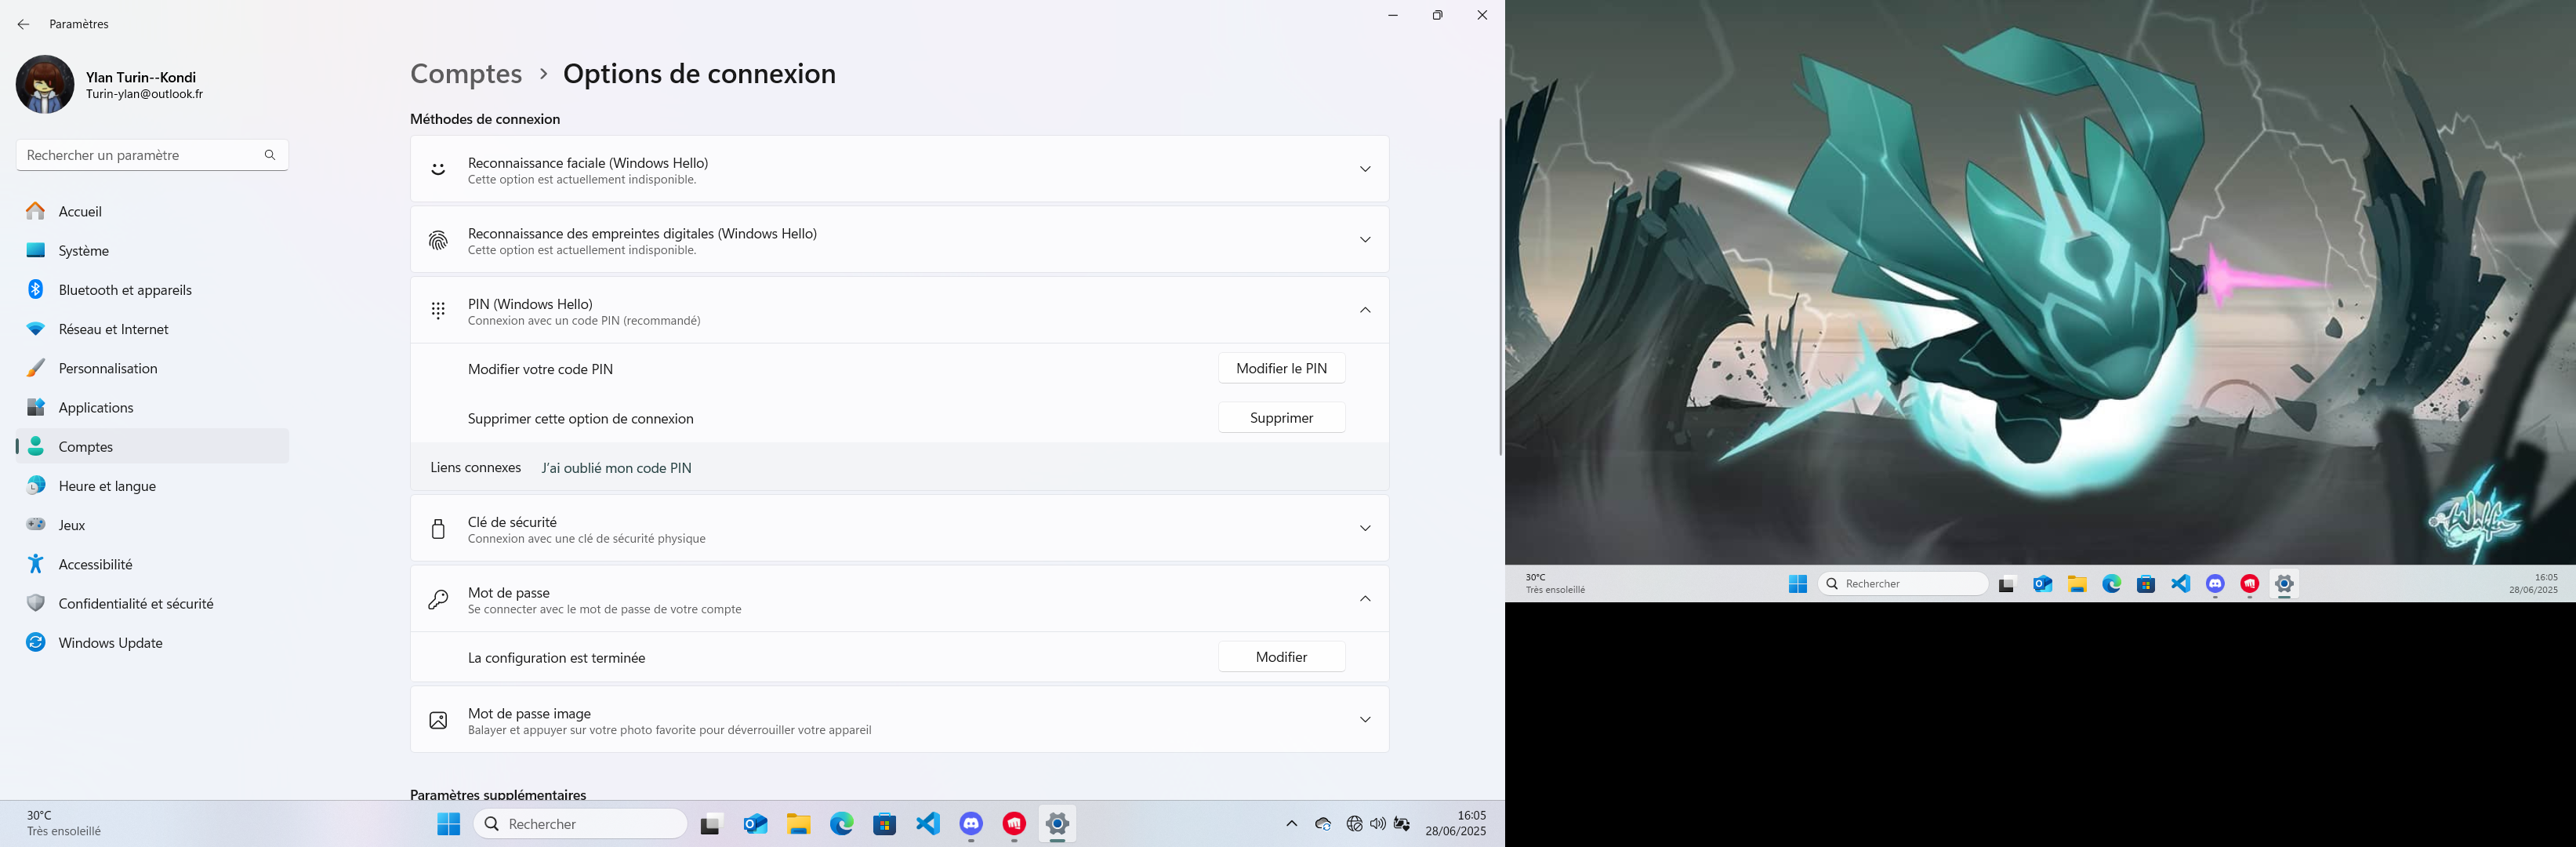 Paramètres
Ylan Turin--Kondi
Turin-ylan@outlook.fr
Rechercher un paramètre
Accueil
Système
Bluetooth et appareils
Réseau et Internet
Personnalisation
Applications
Comptes
Heure et langue
Jeux
Accessibilité
Confidentialité et sécurité
Windows Update
Comptes > Options de connexion
Méthodes de connexion
Reconnaissance faciale (Windows Hello)
Cette option est actuellement indisponible.
Reconnaissance des empreintes digitales (Windows Hello)
Cette option est actuellement indisponible.
PIN (Windows Hello)
Connexion avec un code PIN (recommandé)
Modifier votre code PIN
Modifier le PIN
Supprimer cette option de connexion
Supprimer
Liens connexes J'ai oublié mon code PIN
Clé de sécurité
Connexion avec une clé de sécurité physique
Mot de passe
Se connecter avec le mot de passe de votre compte
La configuration est terminée
Modifier
Mot de passe image
Balayer et appuyer sur votre photo favorite pour déverrouiller votre appareil
Paramètres supplémentaires
30°C
Très ensoleillé
Rechercher
16:05
28/06/2025
Wakfu
30°C
Très ensoleillé
Rechercher
16:05
28/06/2025